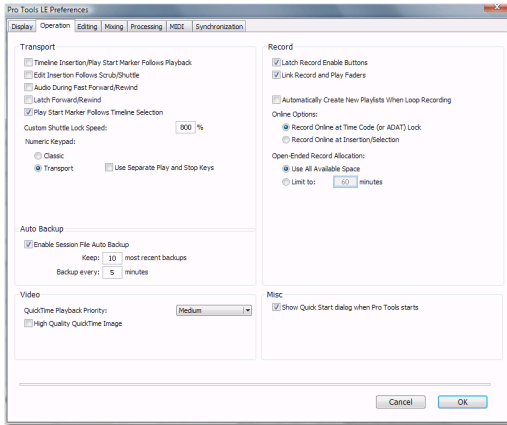 Pro Tools LE Preferences
Display Operation Editing Mixing Processing MIDI Synchronization
Transport
Timeline Insertion/Play Start Marker Follows Playback
Edit Insertion Follows Scrub/Shuttle
Audio During Fast Forward/Rewind
Latch Forward/Rewind
Play Start Marker Follows Timeline Selection
Custom Shuttle Lock Speed: 800 %
Numeric Keypad:
Classic
Transport Use Separate Play and Stop Keys
Auto Backup
Enable Session File Auto Backup
Keep: 10 most recent backups
Backup every: 5 minutes
Video
QuickTime Playback Priority: Medium
High Quality QuickTime Image
Record
Latch Record Enable Buttons
Link Record and Play Faders
Automatically Create New Playlists When Loop Recording
Online Options:
Record Online at Time Code (or ADAT) Lock
Record Online at Insertion/Selection
Open-Ended Record Allocation:
Use All Available Space
Limit to: 60 minutes
Misc
Show Quick Start dialog when Pro Tools starts
Cancel OK